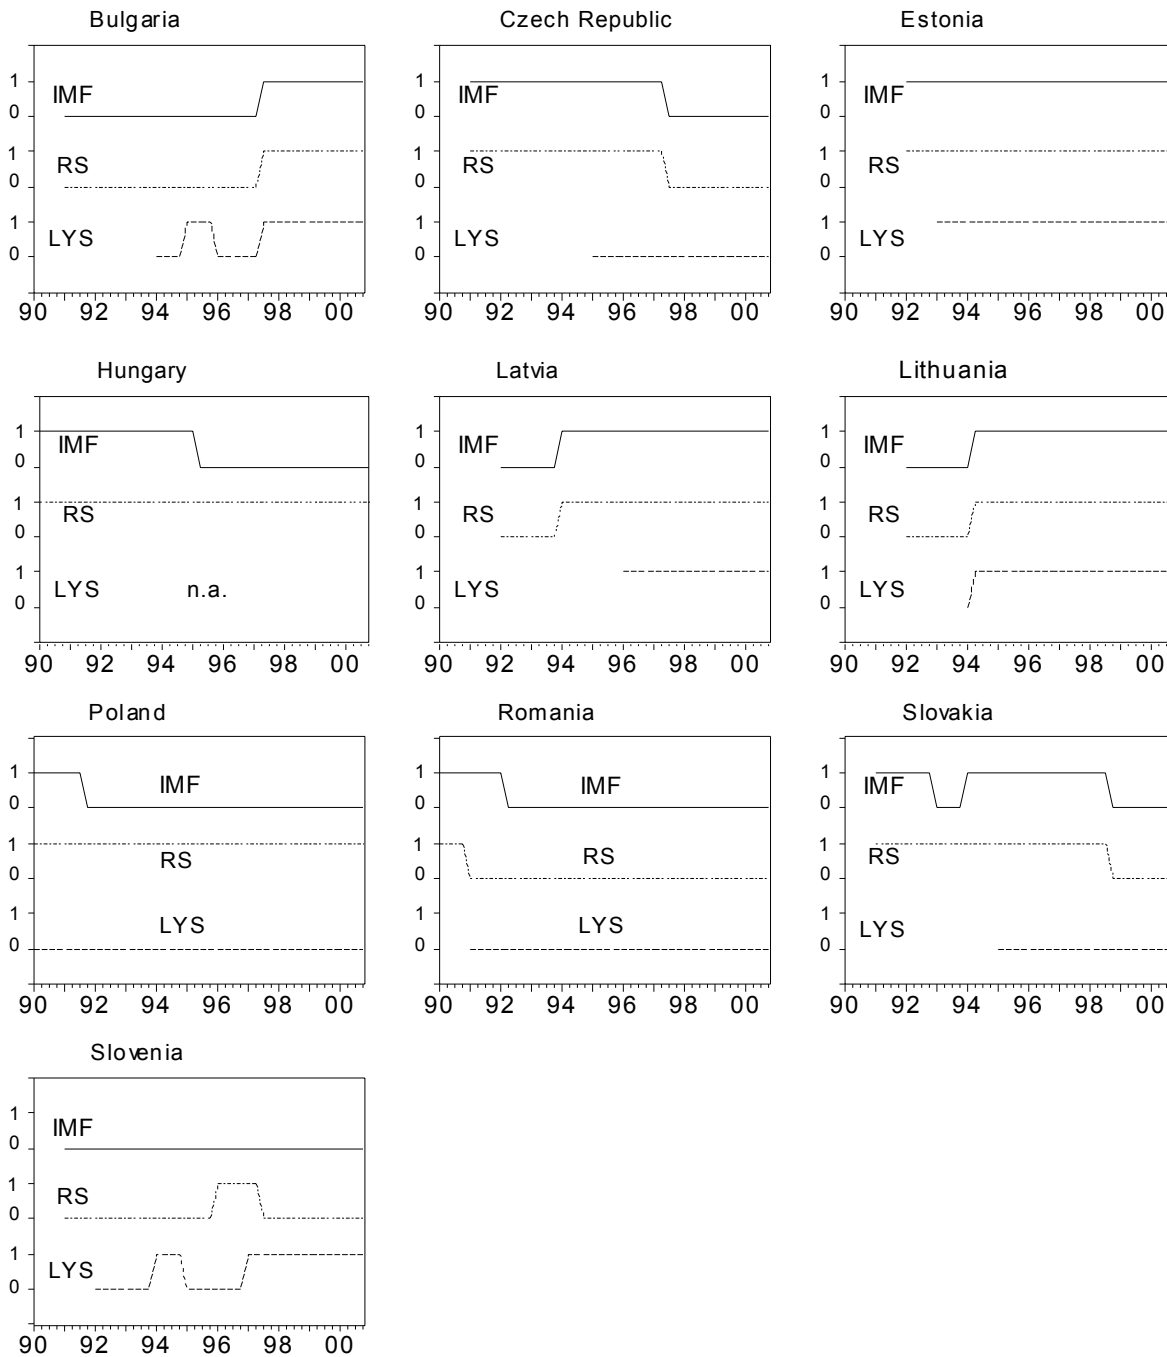 Bulgaria
1
IMF
0
1
RS
0
1
LYS
0
90 92 94 96 98 00
Czech Republic
1
IMF
0
1
RS
0
1
LYS
0
90 92 94 96 98 00
Estonia
1
IMF
0
1
RS
0
1
LYS
0
90 92 94 96 98 00
Hungary
1
IMF
0
1
RS
0
1
LYS n.a.
0
90 92 94 96 98 00
Latvia
1
IMF
0
1
RS
0
1
LYS
0
90 92 94 96 98 00
Lithuania
1
IMF
0
1
RS
0
1
LYS
0
90 92 94 96 98 00
Poland
1
IMF
0
1
RS
0
1
LYS
0
90 92 94 96 98 00
Romania
1
IMF
0
1
RS
0
1
LYS
0
90 92 94 96 98 00
Slovakia
1
IMF
0
1
RS
0
1
LYS
0
90 92 94 96 98 00
Slovenia
1
IMF
0
1
RS
0
1
LYS
0
90 92 94 96 98 00